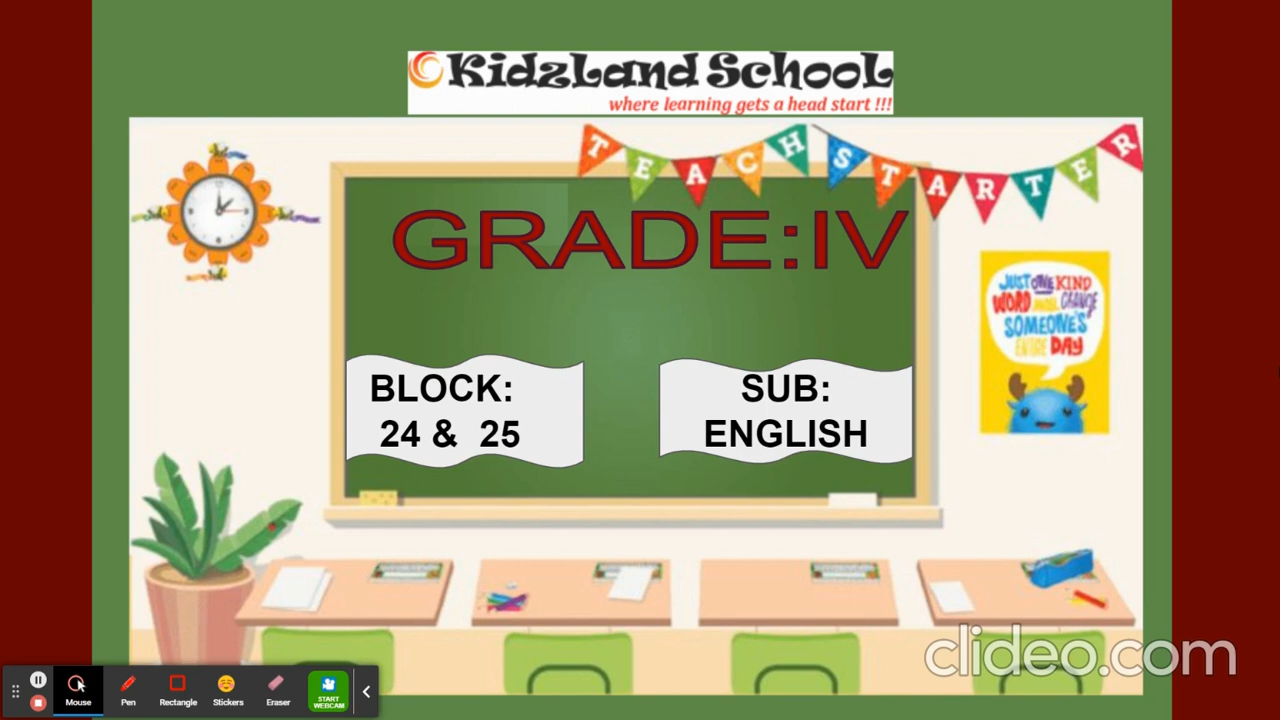 KidzLand School
where learning gets a head start !!!
TEACH STARTER
GRADE:IV
JUST ONE KIND
WORD CHANGE
SOMEONE'S
ENTIRE DAY
BLOCK:
24 & 25
SUB:
ENGLISH
clideo.com
Mouse
Pen
Rectangle
Stickers
Eraser
START
WEBCAM